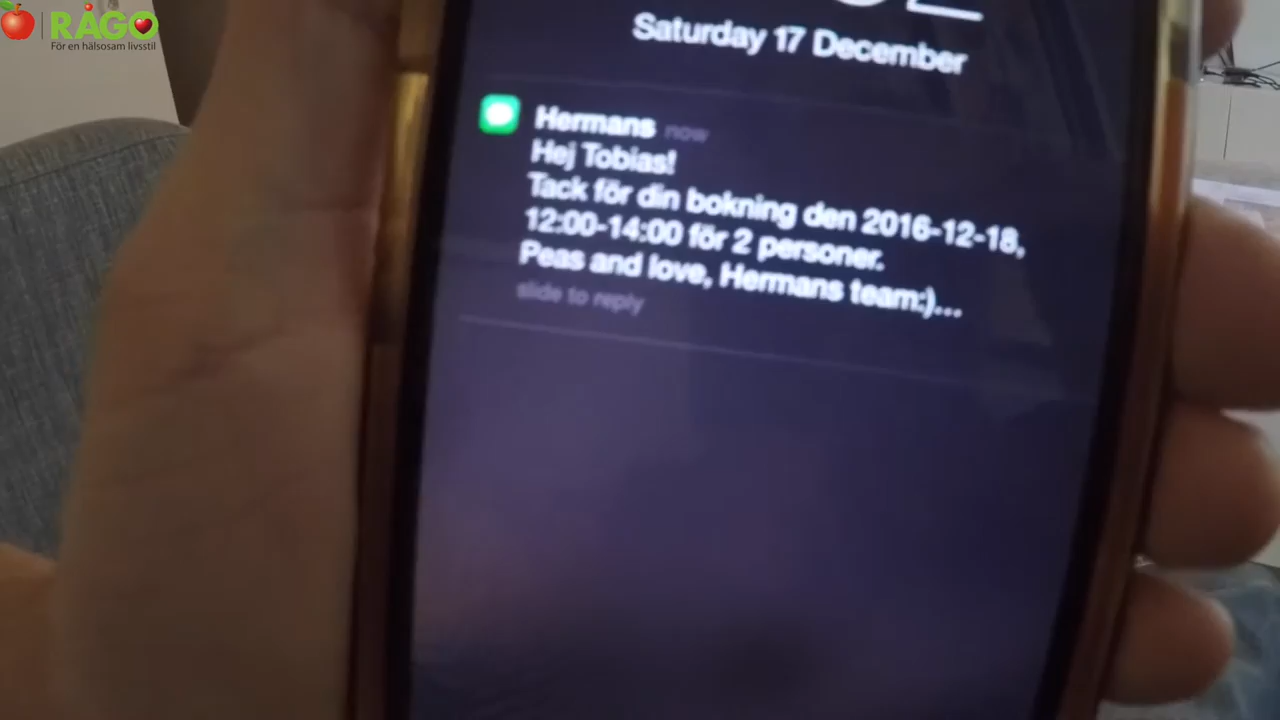 RÅGO
För en hälsosam livsstil
Saturday 17 December
Hermans now
Hej Tobias!
Tack för din bokning den 2016-12-18,
12:00-14:00 för 2 personer.
Peas and love, Hermans team:)...
slide to reply